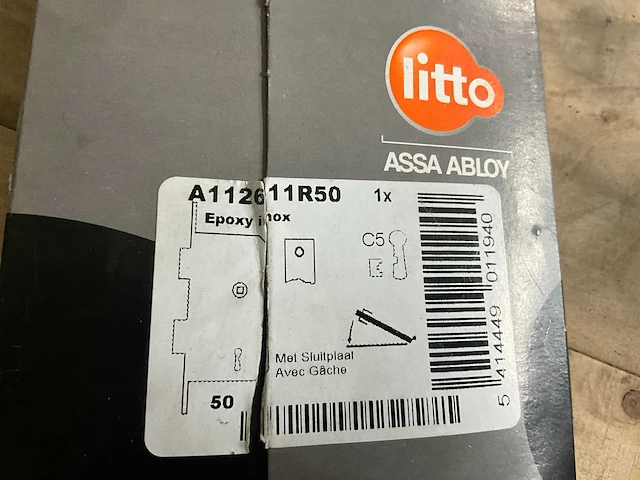 litto
ASSA ABLOY
A112611R50 1x
Epoxy inox
C5
Met Sluitplaat
Avec Gâche
50
5 414449 011940